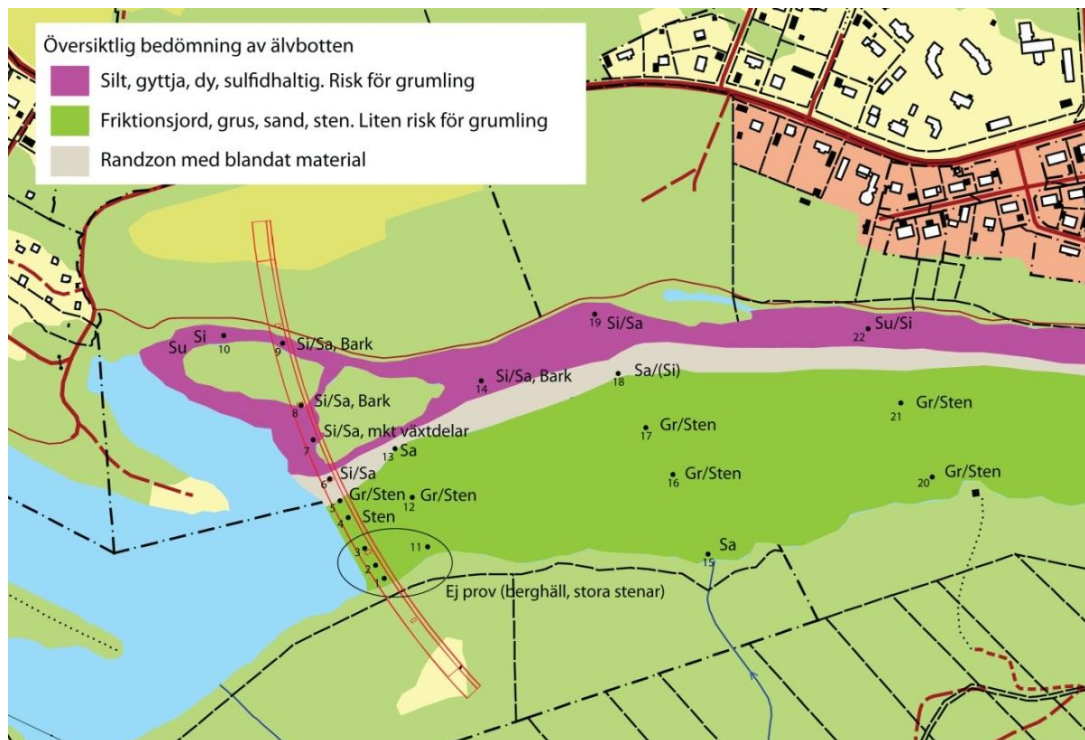 Översiktlig bedömning av älvbotten
Silt, gyttja, dy, sulfidhaltig. Risk för grumling
Friktionsjord, grus, sand, sten. Liten risk för grumling
Randzon med blandat material
19 Si/Sa
22 Su/Si
Su Si 10
9 Si/Sa, Bark
14 Si/Sa, Bark
18 Sa/(Si)
8 Si/Sa, Bark
21 Gr/Sten
7 Si/Sa, mkt växtdelar
17 Gr/Sten
13 Sa
6 Si/Sa
16 Gr/Sten
20 Gr/Sten
5 Gr/Sten
12 Gr/Sten
4 Sten
3
11
15 Sa
2
1
Ej prov (berghäll, stora stenar)